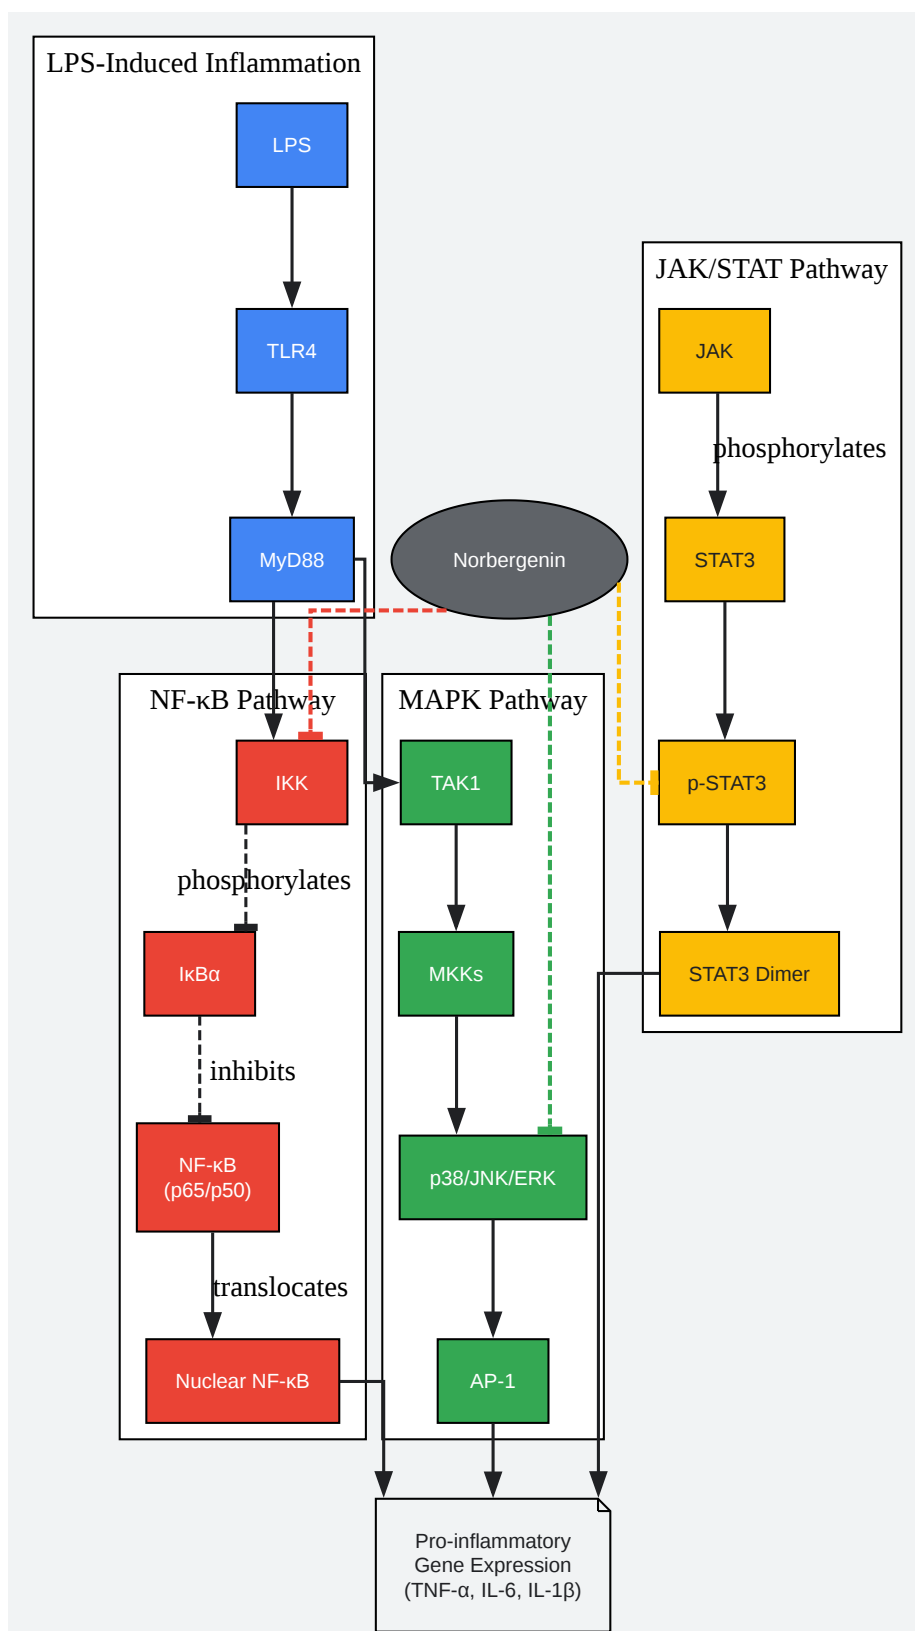 LPS-Induced Inflammation
LPS
TLR4
MyD88
JAK/STAT Pathway
JAK
phosphorylates
STAT3
p-STAT3
STAT3 Dimer
Norbergenin
NF-κB Pathway
IKK
phosphorylates
IκBα
inhibits
NF-κB
(p65/p50)
translocates
Nuclear NF-κB
MAPK Pathway
TAK1
MKKs
p38/JNK/ERK
AP-1
Pro-inflammatory
Gene Expression
(TNF-α, IL-6, IL-1β)